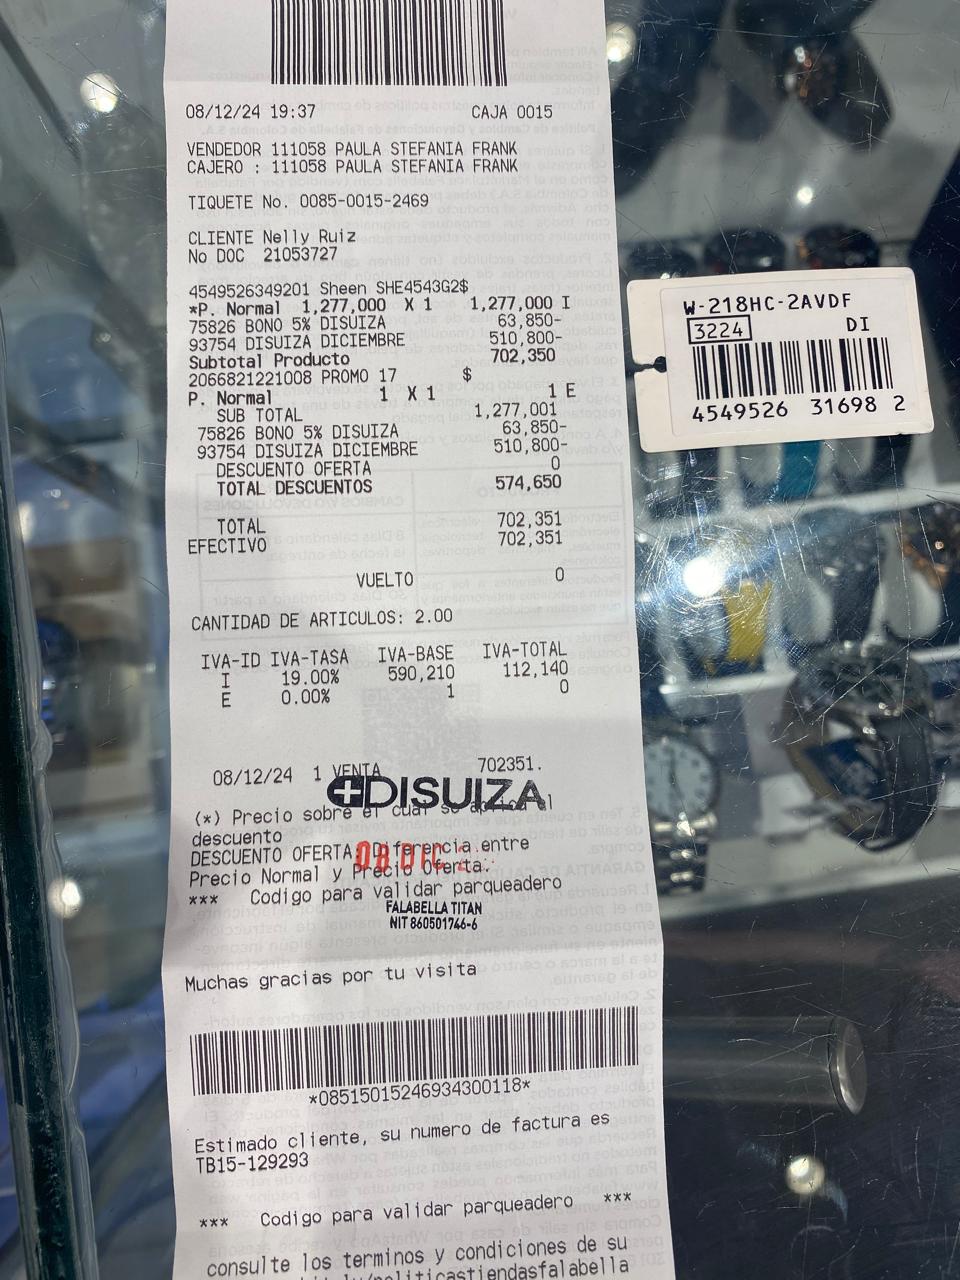 08/12/24 19:37 CAJA 0015
VENDEDOR 111058 PAULA STEFANIA FRANK
CAJERO : 111058 PAULA STEFANIA FRANK
TIQUETE No. 0085-0015-2469
CLIENTE Nelly Ruiz
No DOC 21053727
4549526349201 Sheen SHE4543G2$
*P. Normal 1,277,000 X 1 1,277,000 I
75826 BONO 5% DISUIZA 63,850-
93754 DISUIZA DICIEMBRE 510,800-
Subtotal Producto 702,350
2066821221008 PROMO 17 $
P. Normal 1 X 1 1 E
SUB TOTAL 1,277,001
75826 BONO 5% DISUIZA 63,850-
93754 DISUIZA DICIEMBRE 510,800-
DESCUENTO OFERTA 0
TOTAL DESCUENTOS 574,650
TOTAL 702,351
EFECTIVO 702,351
VUELTO 0
CANTIDAD DE ARTICULOS: 2.00
IVA-ID IVA-TASA IVA-BASE IVA-TOTAL
I 19.00% 590,210 112,140
E 0.00% 1 0
08/12/24 1 VENTA 702351.
DISUIZA
(*) Precio sobre el cual se
descuento
DESCUENTO OFERTA: Diferencia entre
08 DIC
Precio Normal y Precio Oferta.
*** Codigo para validar parqueadero
FALABELLA TITAN
NIT 860501746-6
Muchas gracias por tu visita
*08515015246934300118*
Estimado cliente, su numero de factura es
TB15-129293
*** Codigo para validar parqueadero ***
consulte los terminos y condiciones de su
W-218HC-2AVDF
3224 DI
4549526 31698 2